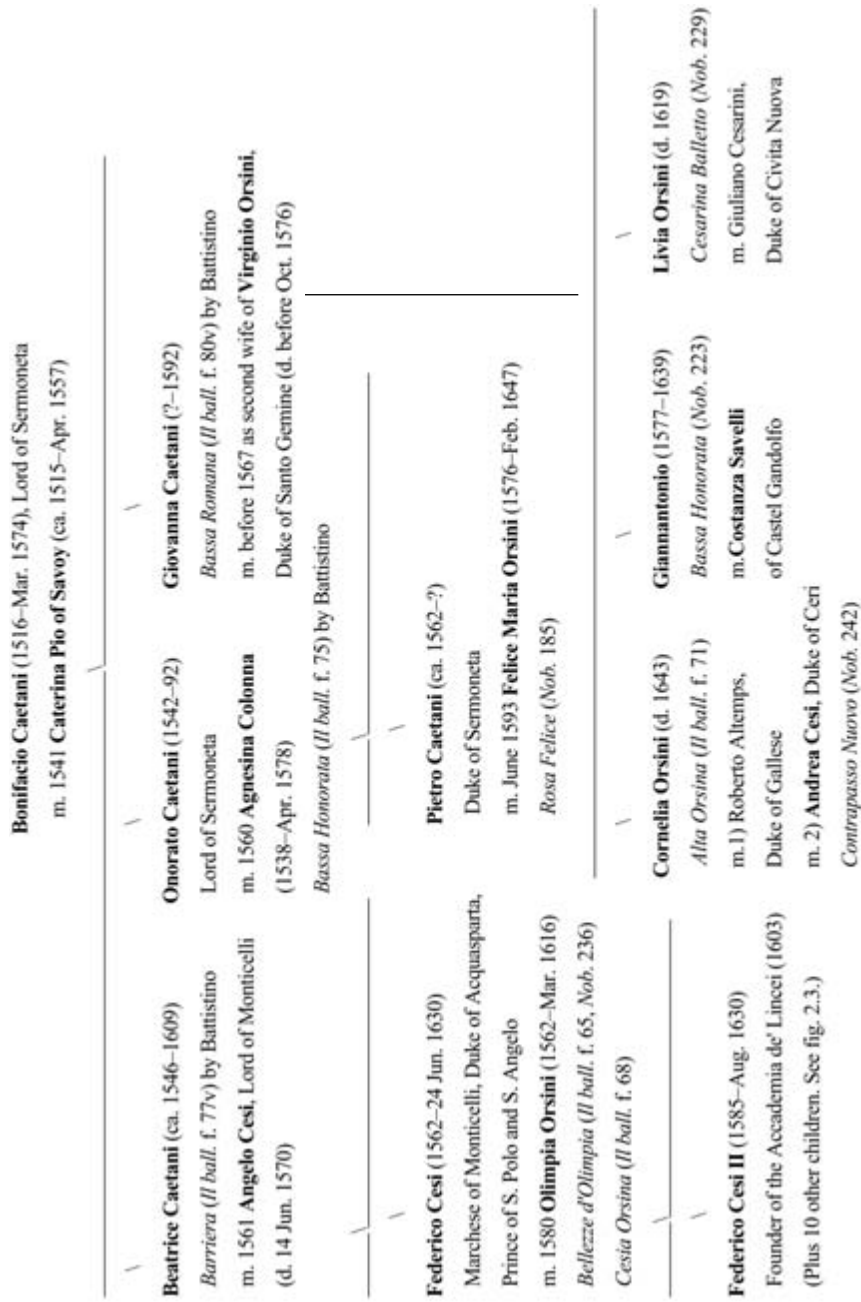 Bonifacio Caetani (1516–Mar. 1574), Lord of Sermoneta
m. 1541 Caterina Pio of Savoy (ca. 1515–Apr. 1557)
Beatrice Caetani (ca. 1546–1609)
Barriera (Il ball. f. 77v) by Battistino
m. 1561 Angelo Cesi, Lord of Monticelli
(d. 14 Jun. 1570)
Onorato Caetani (1542–92)
Lord of Sermoneta
m. 1560 Agnesina Colonna
(1538–Apr. 1578)
Bassa Honorata (Il ball. f. 75) by Battistino
Giovanna Caetani (?–1592)
Bassa Romana (Il ball. f. 80v) by Battistino
m. before 1567 as second wife of Virginio Orsini,
Duke of Santo Gemine (d. before Oct. 1576)
Federico Cesi (1562–24 Jun. 1630)
Marchese of Monticelli, Duke of Acquasparta,
Prince of S. Polo and S. Angelo
m. 1580 Olimpia Orsini (1562–Mar. 1616)
Bellezze d'Olimpia (Il ball. f. 65, Nob. 236)
Cesia Orsina (Il ball. f. 68)
Pietro Caetani (ca. 1562–?)
Duke of Sermoneta
m. June 1593 Felice Maria Orsini (1576–Feb. 1647)
Rosa Felice (Nob. 185)
Federico Cesi II (1585–Aug. 1630)
Founder of the Accademia de' Lincei (1603)
(Plus 10 other children. See fig. 2.3.)
Cornelia Orsini (d. 1643)
Alta Orsina (Il ball. f. 71)
m.1) Roberto Altemps,
Duke of Gallese
m. 2) Andrea Cesi, Duke of Ceri
Contrapasso Nuovo (Nob. 242)
Giannantonio (1577–1639)
Bassa Honorata (Nob. 223)
m.Costanza Savelli
of Castel Gandolfo
Livia Orsini (d. 1619)
Cesarina Balletto (Nob. 229)
m. Giuliano Cesarini,
Duke of Civita Nuova